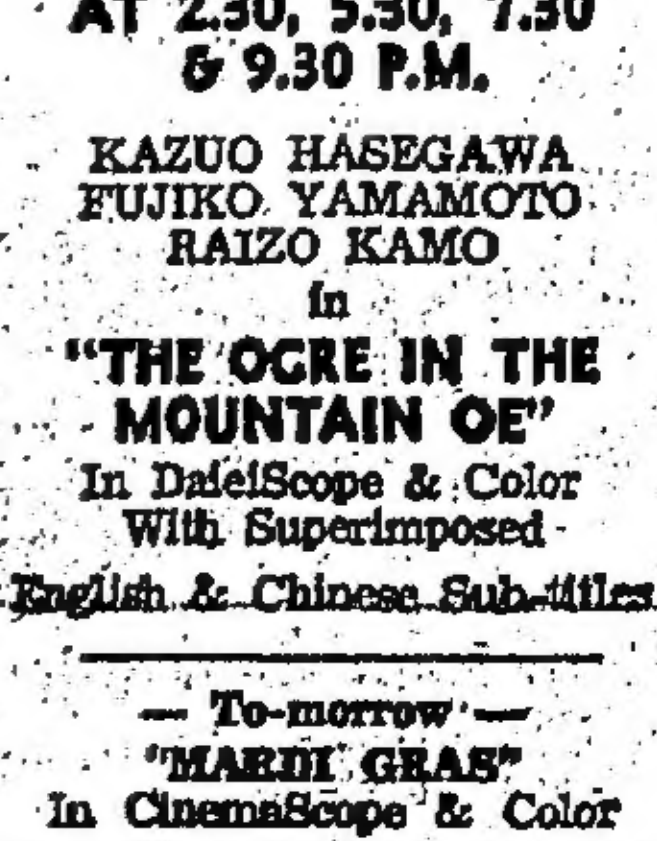 AT 2.30, 5.30, 7.30
& 9.30 P.M.
KAZUO HASEGAWA
FUJIKO YAMAMOTO
RAIZO KAMO
in
"THE OGRE IN THE
MOUNTAIN OE"
In DaieiScope & Color
With Superimposed
English & Chinese Sub-titles
— To-morrow —
"MARDI GRAS"
In CinemaScope & Color